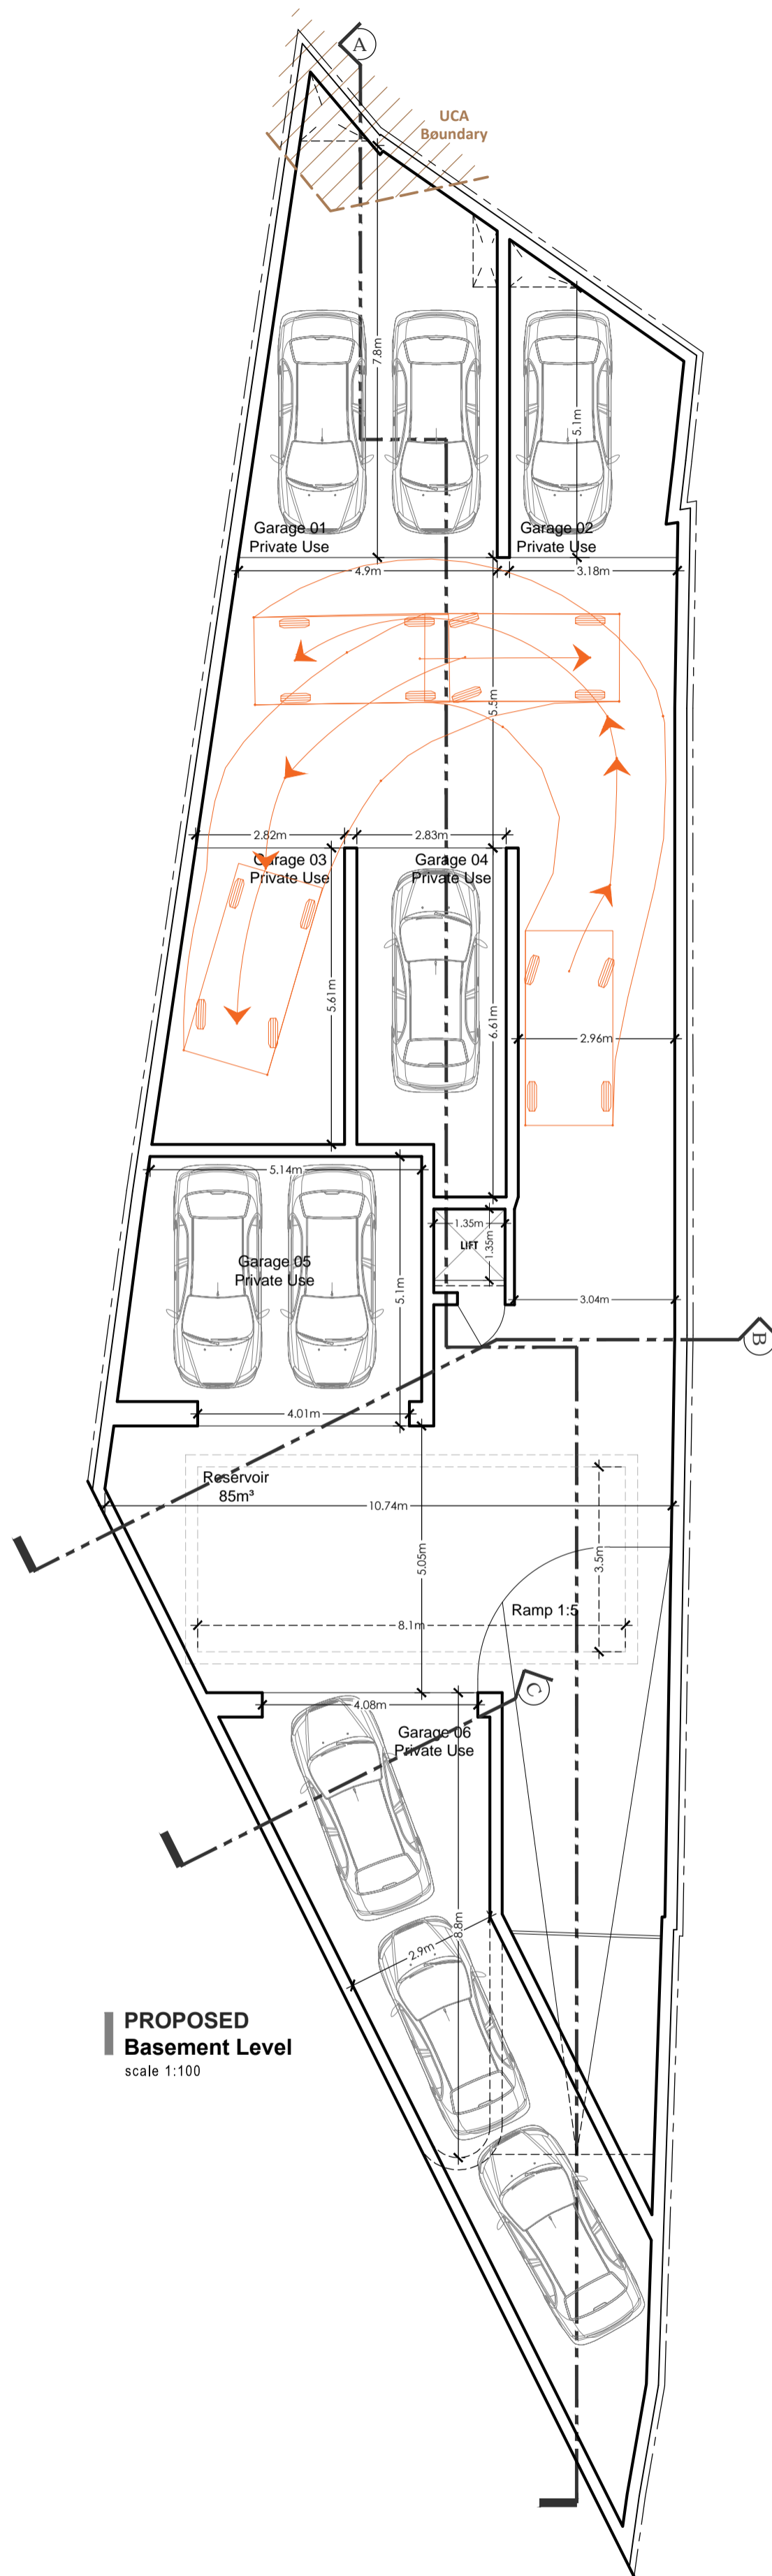 A
UCA
Boundary
7.8m
5.1m
Garage 01
Private Use
Garage 02
Private Use
4.9m
3.18m
5.5m
2.82m
2.83m
Garage 03
Private Use
Garage 04
Private Use
5.61m
6.61m
2.96m
5.14m
1.35m
LIFT
1.35m
Garage 05
Private Use
5.1m
3.04m
B
4.01m
Reservoir
85m³
10.74m
5.05m
3.5m
Ramp 1:5
8.1m
C
4.08m
Garage 06
Private Use
8.8m
2.9m
PROPOSED
Basement Level
scale 1:100